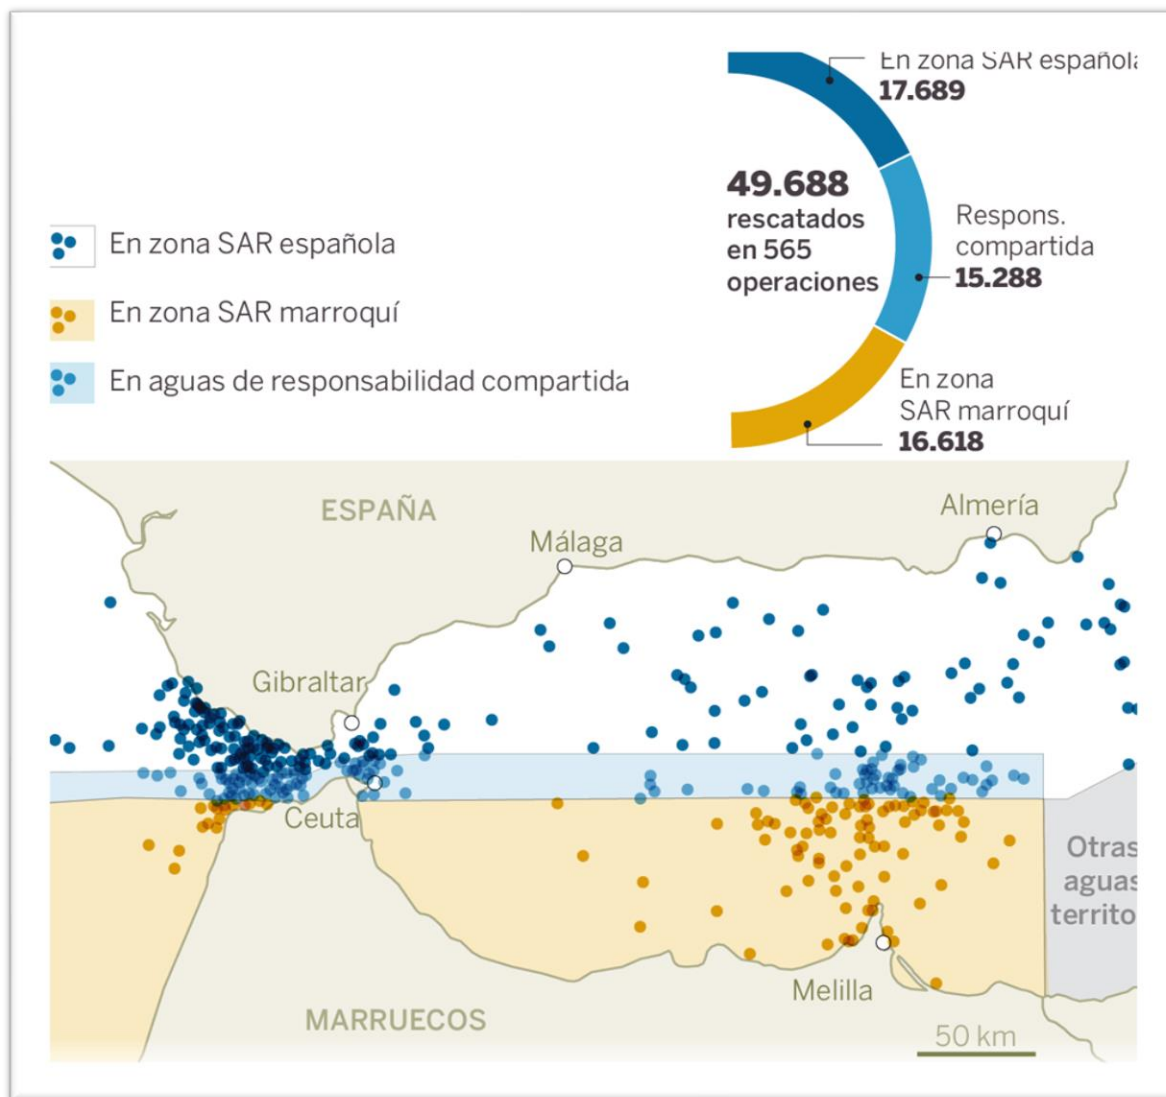 En zona SAR española
17.689
49.688
rescatados
en 565
operaciones
Respons.
compartida
15.288
En zona
SAR marroquí
16.618
En zona SAR española
En zona SAR marroquí
En aguas de responsabilidad compartida
ESPAÑA
Almería
Málaga
Gibraltar
Ceuta
Otras
aguas
territo
Melilla
MARRUECOS
50 km